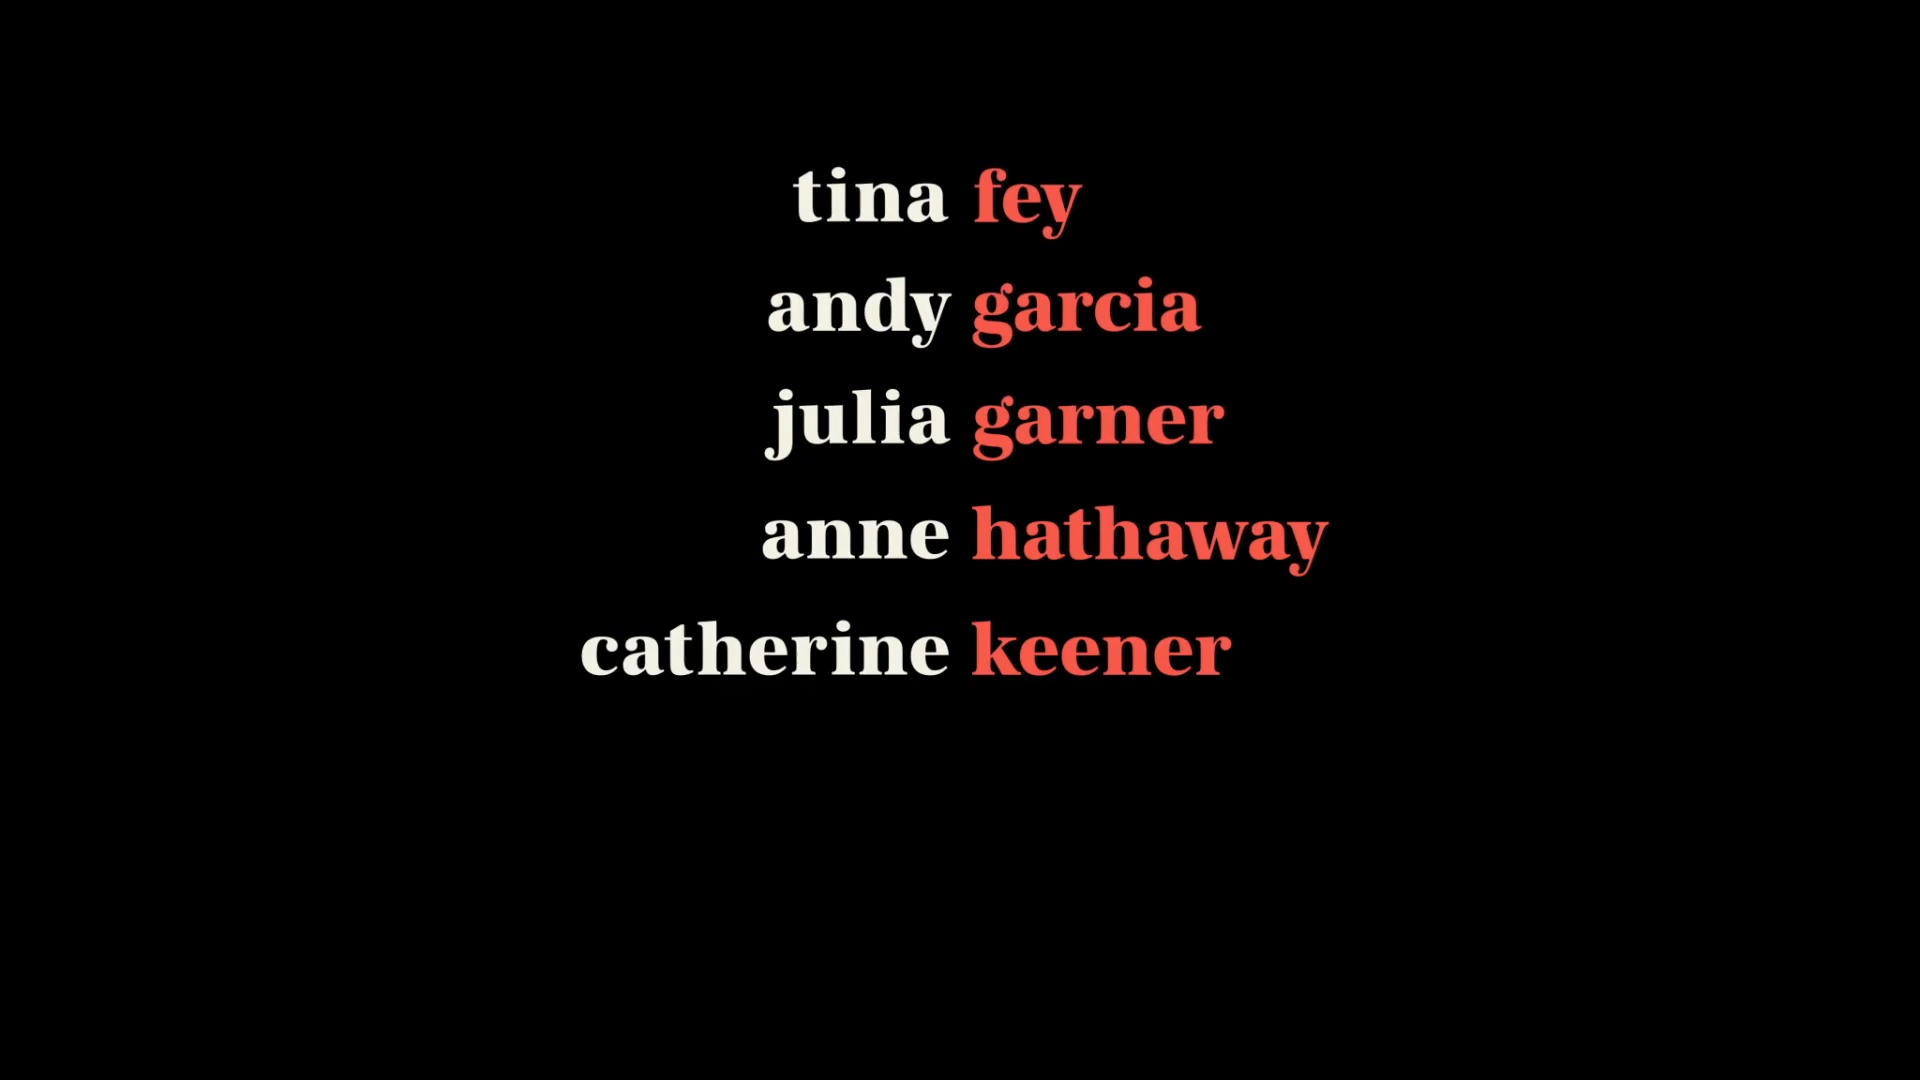 tina fey
andy garcia
julia garner
anne hathaway
catherine keener